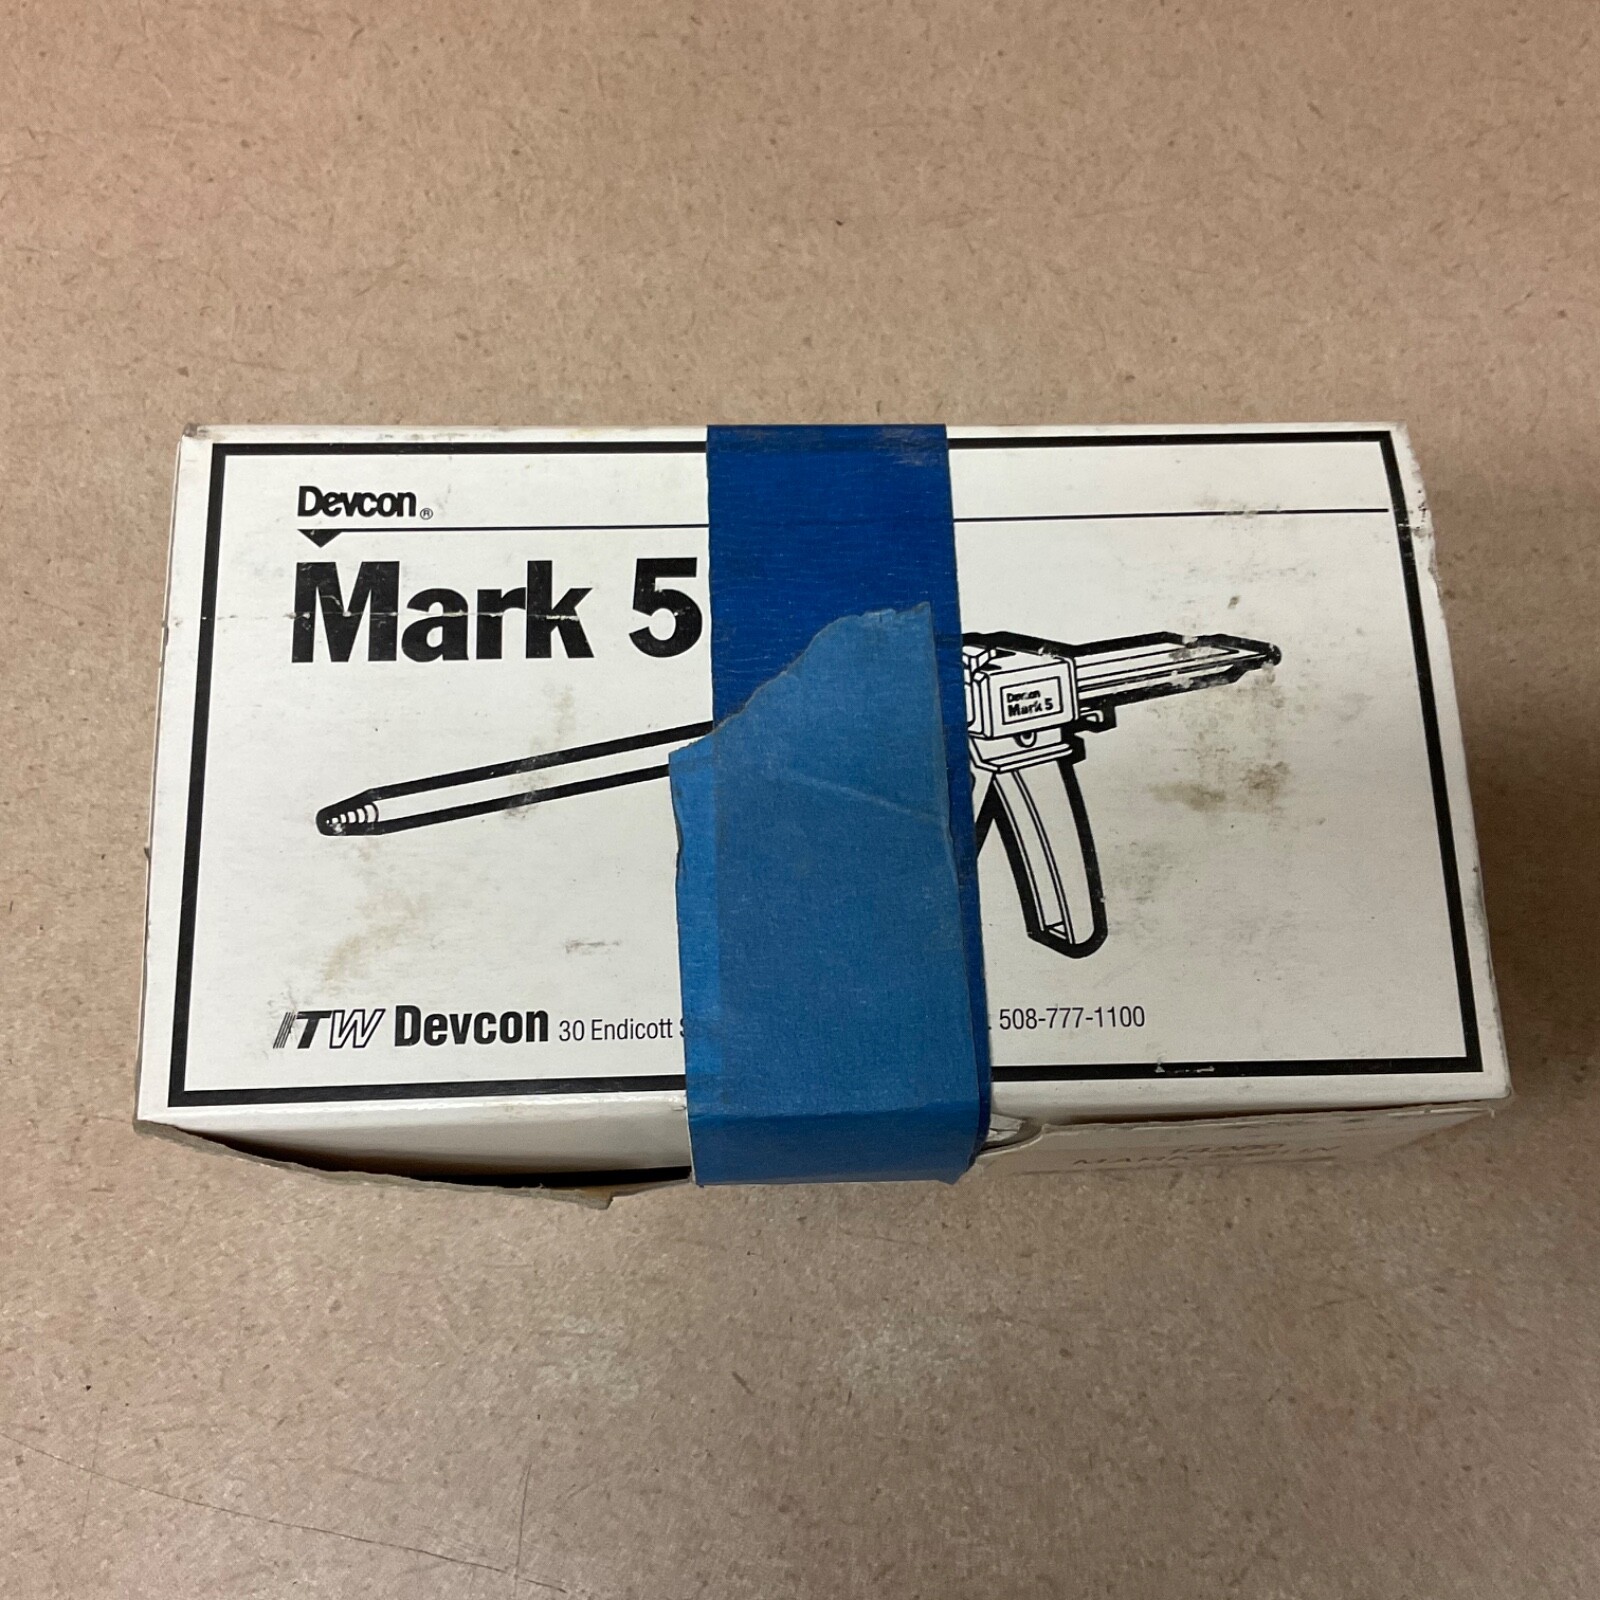 Devcon®
Mark 5
Devcon
Mark 5
ITW Devcon 30 Endicott 508-777-1100